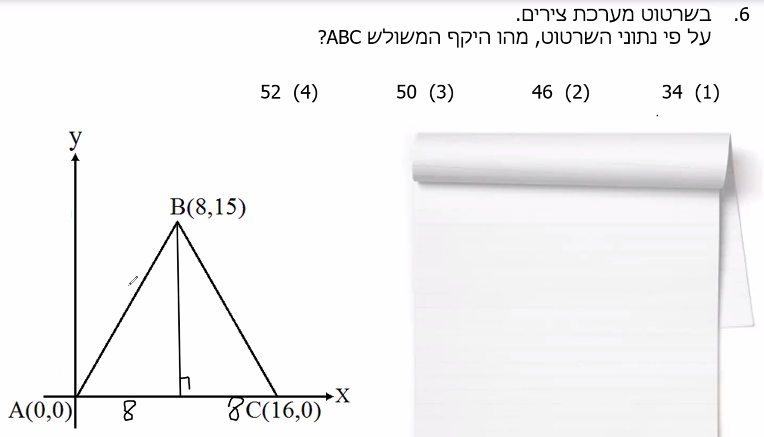 6. בשרטוט מערכת צירים.
על פי נתוני השרטוט, מהו היקף המשולש ABC?
(1) 34 (2) 46 (3) 50 (4) 52
y
B(8,15)
x
A(0,0) 8 8 C(16,0)